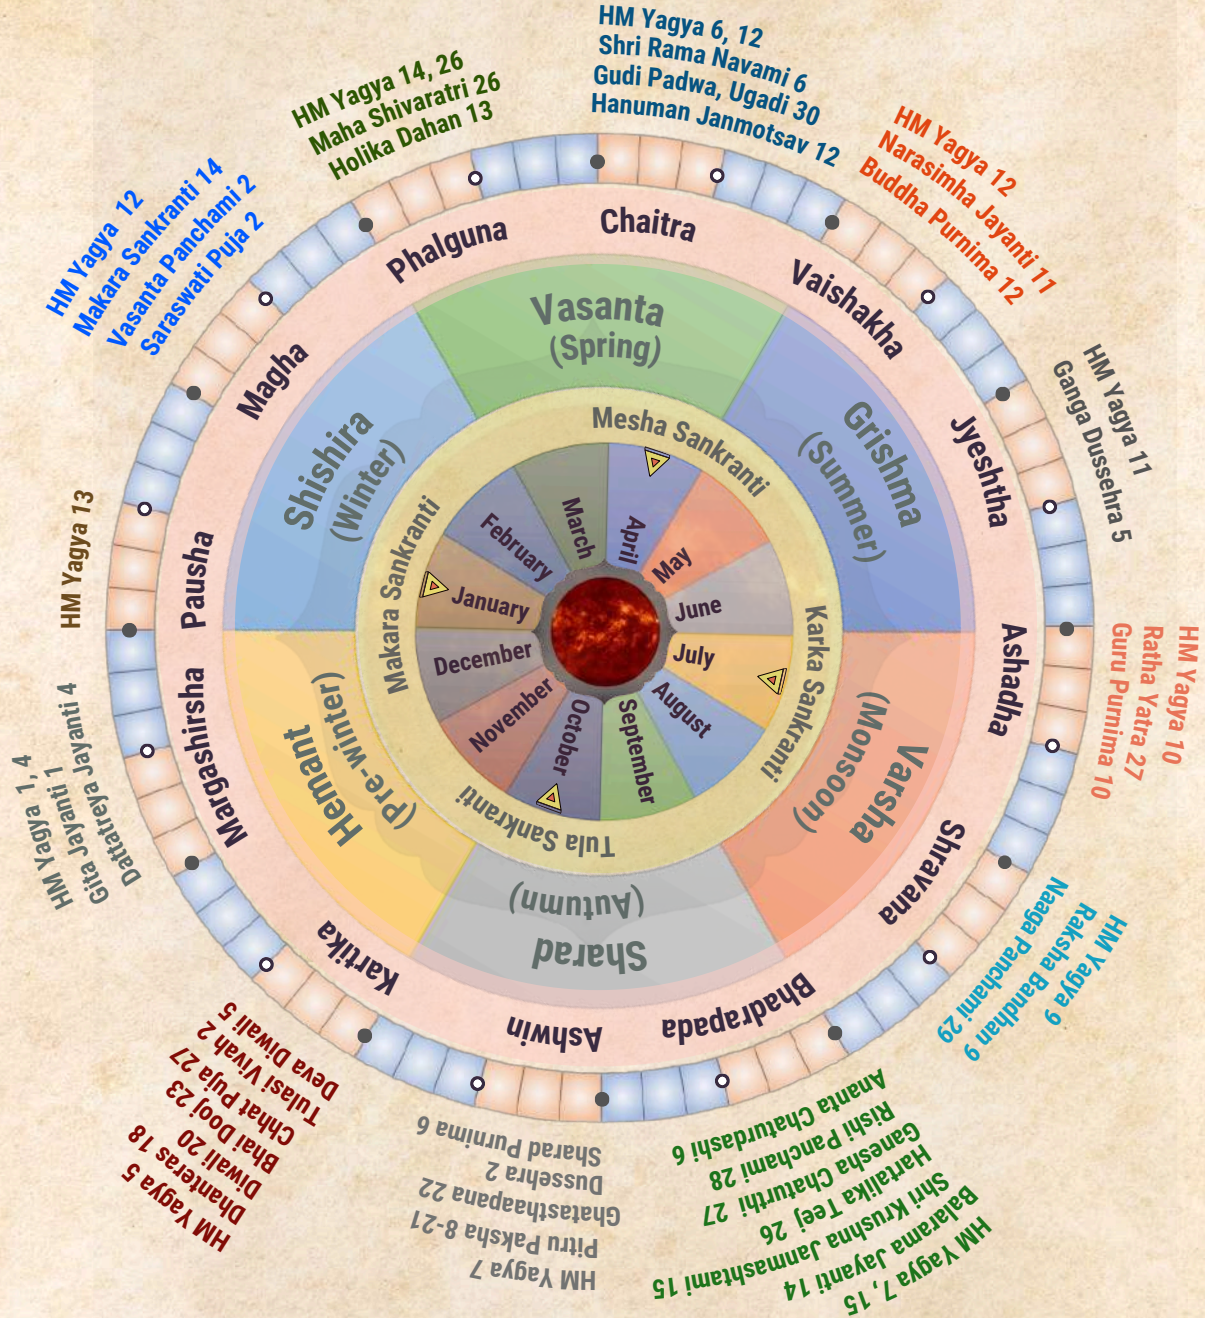 HM Yagya 6, 12
Shri Rama Navami 6
Gudi Padwa, Ugadi 30
Hanuman Janmotsav 12
HM Yagya 12
Narasimha Jayanti 11
Buddha Purnima 12
HM Yagya 11
Ganga Dussehra 5
HM Yagya 10
Ratha Yatra 27
Guru Purnima 10
HM Yagya 9
Raksha Bandhan 9
Naaga Panchami 29
Ananta Chaturdashi 6
Rishi Panchami 28
Ganesha Chaturthi 27
Hartalika Teej 26
Shri Krushna Janmashtami 15
Balarama Jayanti 14
HM Yagya 7, 15
Sharad Purnima 6
Dussehra 2
Ghatasthaapana 22
Pitru Paksha 8-21
HM Yagya 7
Deva Diwali 5
Tulasi Vivah 2
Chhat Puja 27
Bhai Dooj 23
Diwali 20
Dhanteras 18
HM Yagya 5
HM Yagya 1, 4
Gita Jayanti 1
Dattatreya Jayanti 4
HM Yagya 13
HM Yagya 12
Makara Sankranti 14
Vasanta Panchami 2
Saraswati Puja 2
HM Yagya 14, 26
Maha Shivaratri 26
Holika Dahan 13
Chaitra
Vaishakha
Jyeshtha
Ashadha
Shravana
Bhadrapada
Ashwin
Kartika
Margashirsha
Pausha
Magha
Phalguna
Vasanta
(Spring)
Grishma
(Summer)
Varsha
(Monsoon)
Sharad
(Autumn)
Hemant
(Pre-winter)
Shishira
(Winter)
Mesha Sankranti
Karka Sankranti
Tula Sankranti
Makara Sankranti
January
February
March
April
May
June
July
August
September
October
November
December